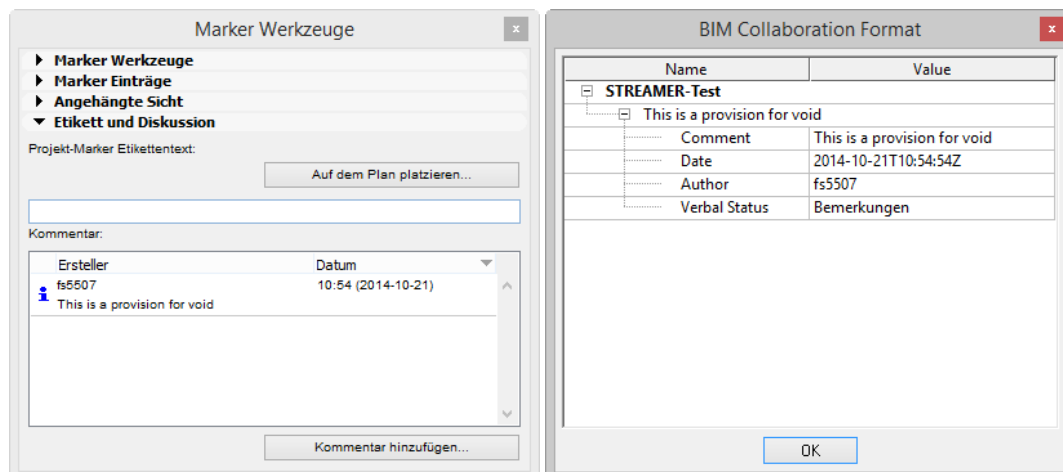 Marker Werkzeuge
x
Marker Werkzeuge
Marker Einträge
Angehängte Sicht
Etikett und Diskussion
Projekt-Marker Etikettentext:
Auf dem Plan platzieren...
Kommentar:
Ersteller Datum
fs5507 10:54 (2014-10-21)
This is a provision for void
Kommentar hinzufügen...
BIM Collaboration Format
x
Name Value
STREAMER-Test
This is a provision for void
Comment This is a provision for void
Date 2014-10-21T10:54:54Z
Author fs5507
Verbal Status Bemerkungen
OK